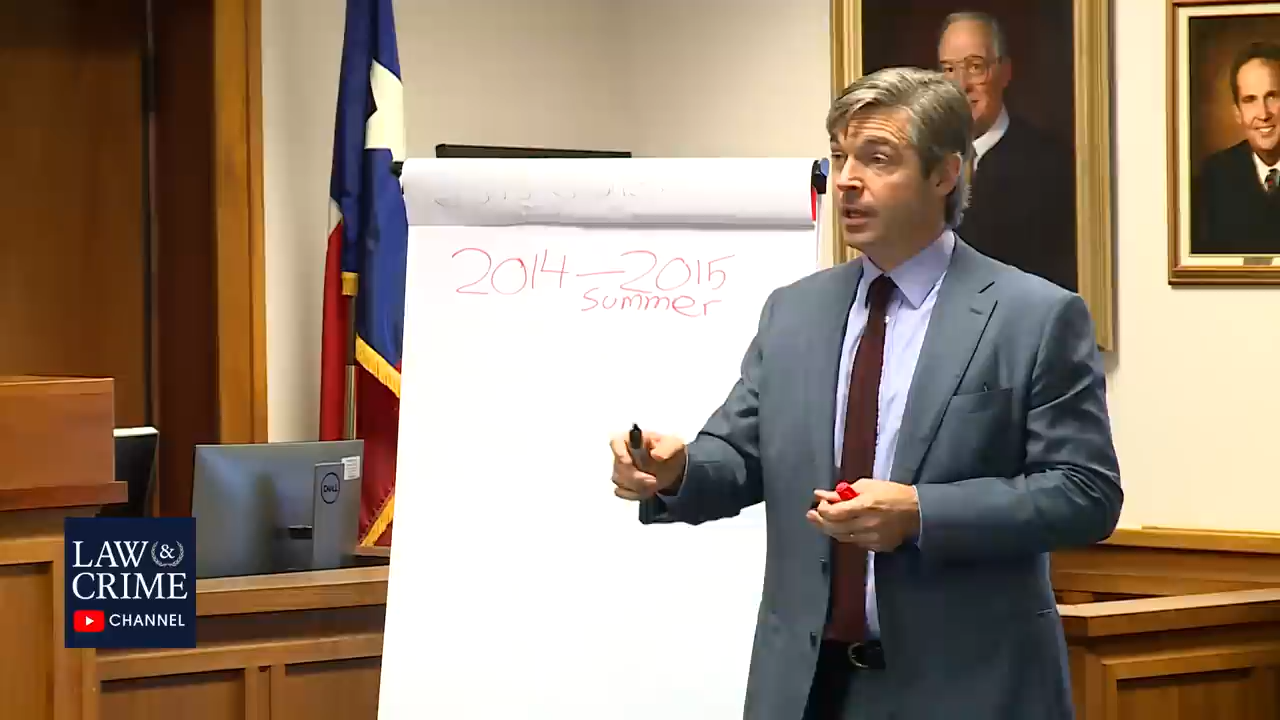 2014 — 2015
summer
DELL
LAW &
CRIME
CHANNEL